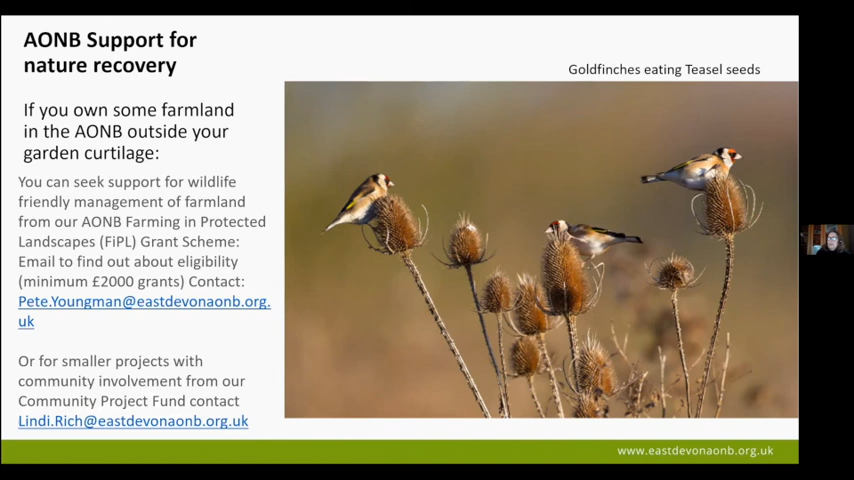 AONB Support for
nature recovery
Goldfinches eating Teasel seeds
If you own some farmland
in the AONB outside your
garden curtilage:
You can seek support for wildlife
friendly management of farmland
from our AONB Farming in Protected
Landscapes (FiPL) Grant Scheme:
Email to find out about eligibility
(minimum £2000 grants) Contact:
Pete.Youngman@eastdevonaonb.org.
uk
Or for smaller projects with
community involvement from our
Community Project Fund contact
Lindi.Rich@eastdevonaonb.org.uk
www.eastdevonaonb.org.uk